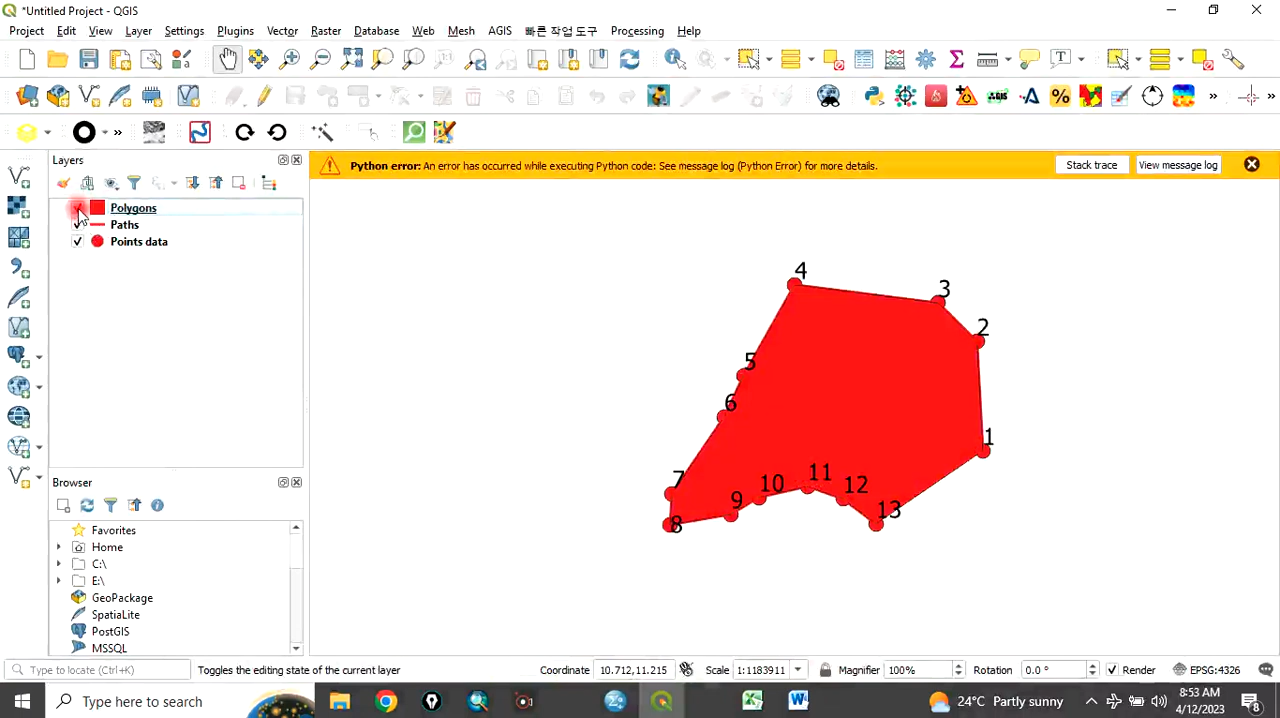 *Untitled Project - QGIS
Project Edit View Layer Settings Plugins Vector Raster Database Web Mesh AGIS 빠른 작업 도구 Processing Help
Layers
Python error: An error has occurred while executing Python code: See message log (Python Error) for more details.
Stack trace
View message log
Polygons
Paths
Points data
4
3
2
5
6
1
7
11
10
12
9
13
8
Browser
Favorites
Home
C:\
E:\
GeoPackage
SpatiaLite
PostGIS
MSSQL
Type to locate (Ctrl+K)
Toggles the editing state of the current layer
Coordinate 10.712,11.215
Scale 1:1183911
Magnifier 100%
Rotation 0.0 °
Render
EPSG:4326
Type here to search
24°C Partly sunny
8:53 AM
4/12/2023
8